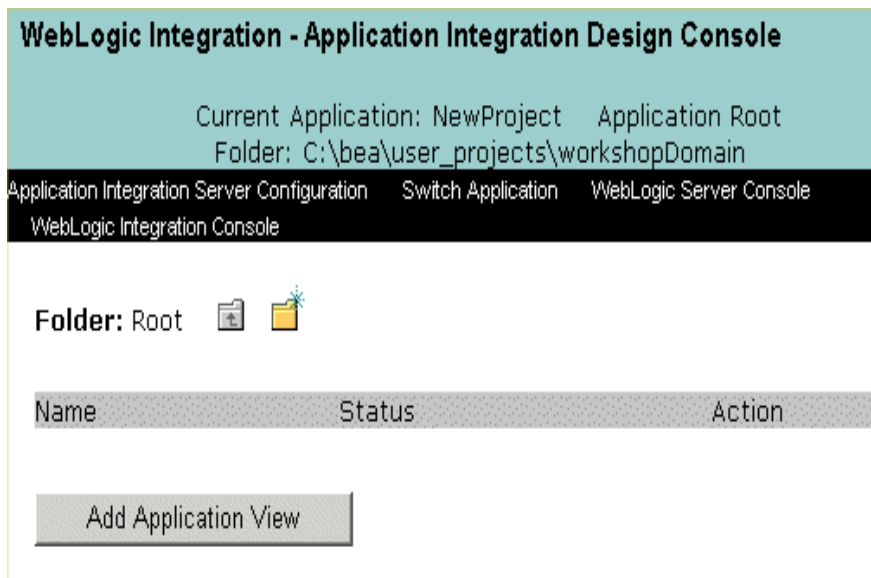 WebLogic Integration - Application Integration Design Console
Current Application: NewProject Application Root
Folder: C:\bea\user_projects\workshopDomain
Application Integration Server Configuration Switch Application WebLogic Server Console
WebLogic Integration Console
Folder: Root
Name Status Action
Add Application View